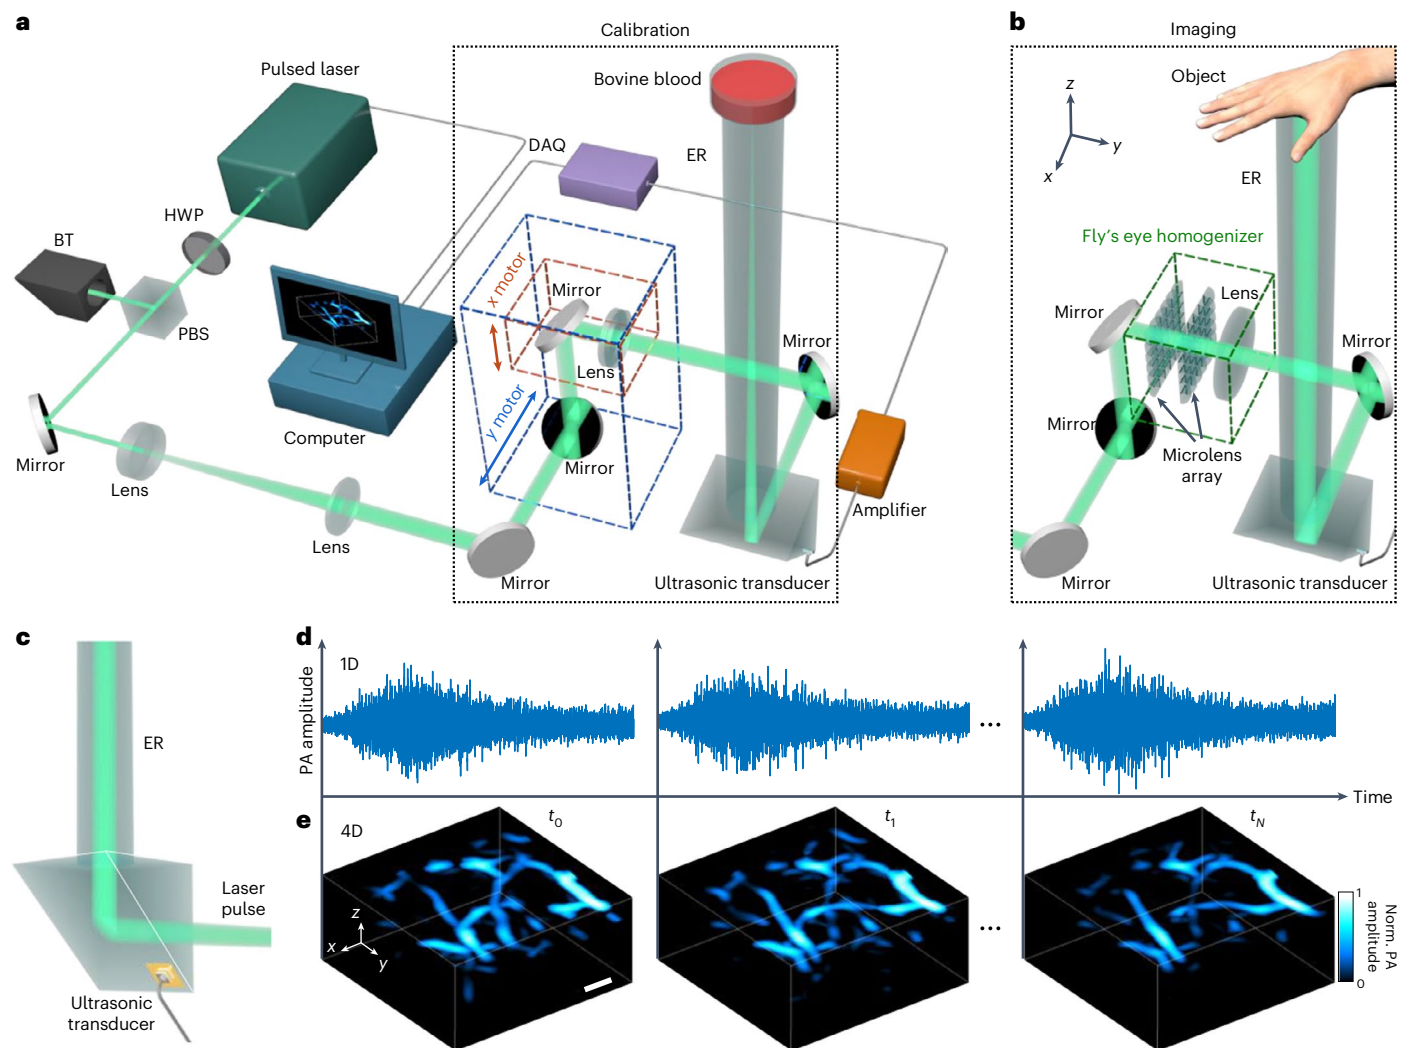 a
Calibration
Pulsed laser
Bovine blood
DAQ
ER
HWP
BT
PBS
x motor
Mirror
Lens
Mirror
y motor
Mirror
Computer
Mirror
Lens
Lens
Mirror
Amplifier
Ultrasonic transducer
b
Imaging
Object
z
y
x
ER
Fly's eye homogenizer
Lens
Mirror
Mirror
Mirror
Microlens
array
Mirror
Ultrasonic transducer
c
ER
Laser
pulse
Ultrasonic
transducer
d
1D
PA amplitude
...
Time
e
4D
t0
t1
tN
z
x
y
...
1
0
Norm. PA
amplitude